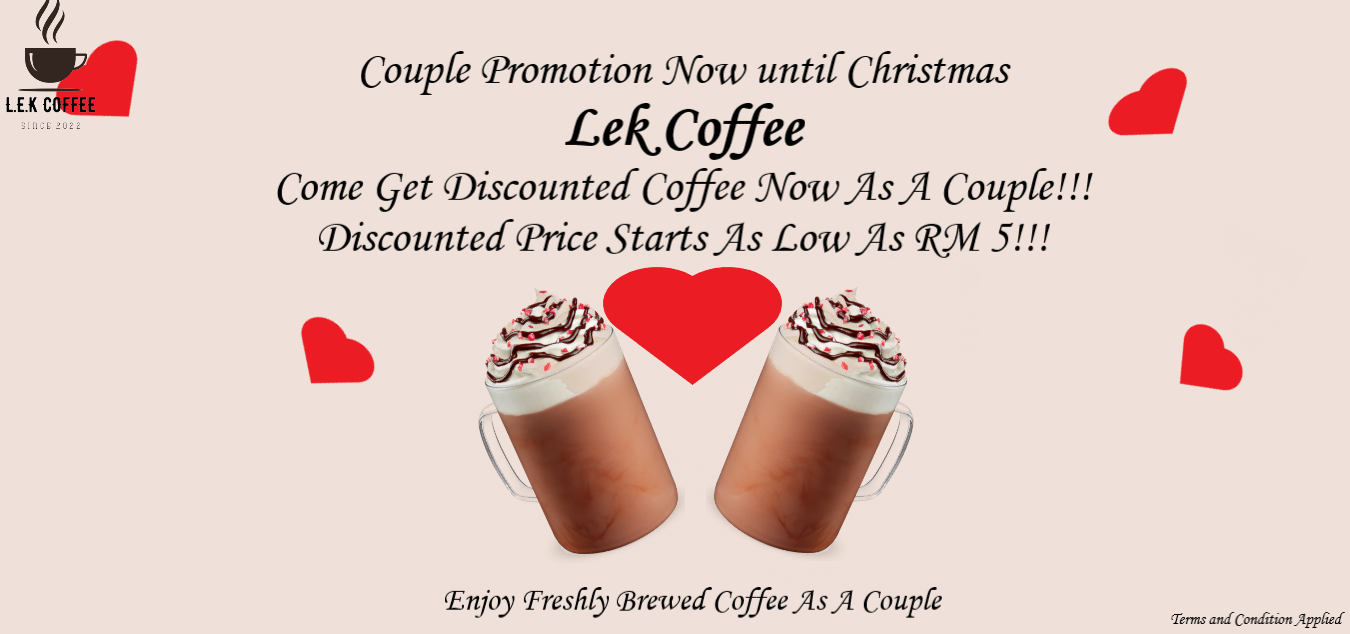 L.E.K COFFEE
SINCE 2022
Couple Promotion Now until Christmas
Lek Coffee
Come Get Discounted Coffee Now As A Couple!!!
Discounted Price Starts As Low As RM 5!!!
Enjoy Freshly Brewed Coffee As A Couple
Terms and Condition Applied